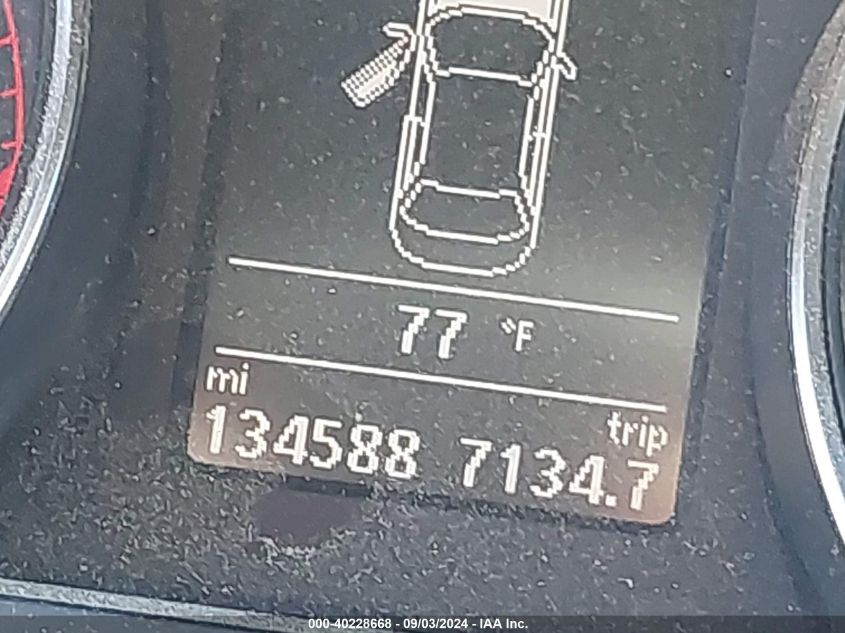 77 °F
mi
trip
134588 7134.7
000-40228668 - 09/03/2024 - IAA Inc.